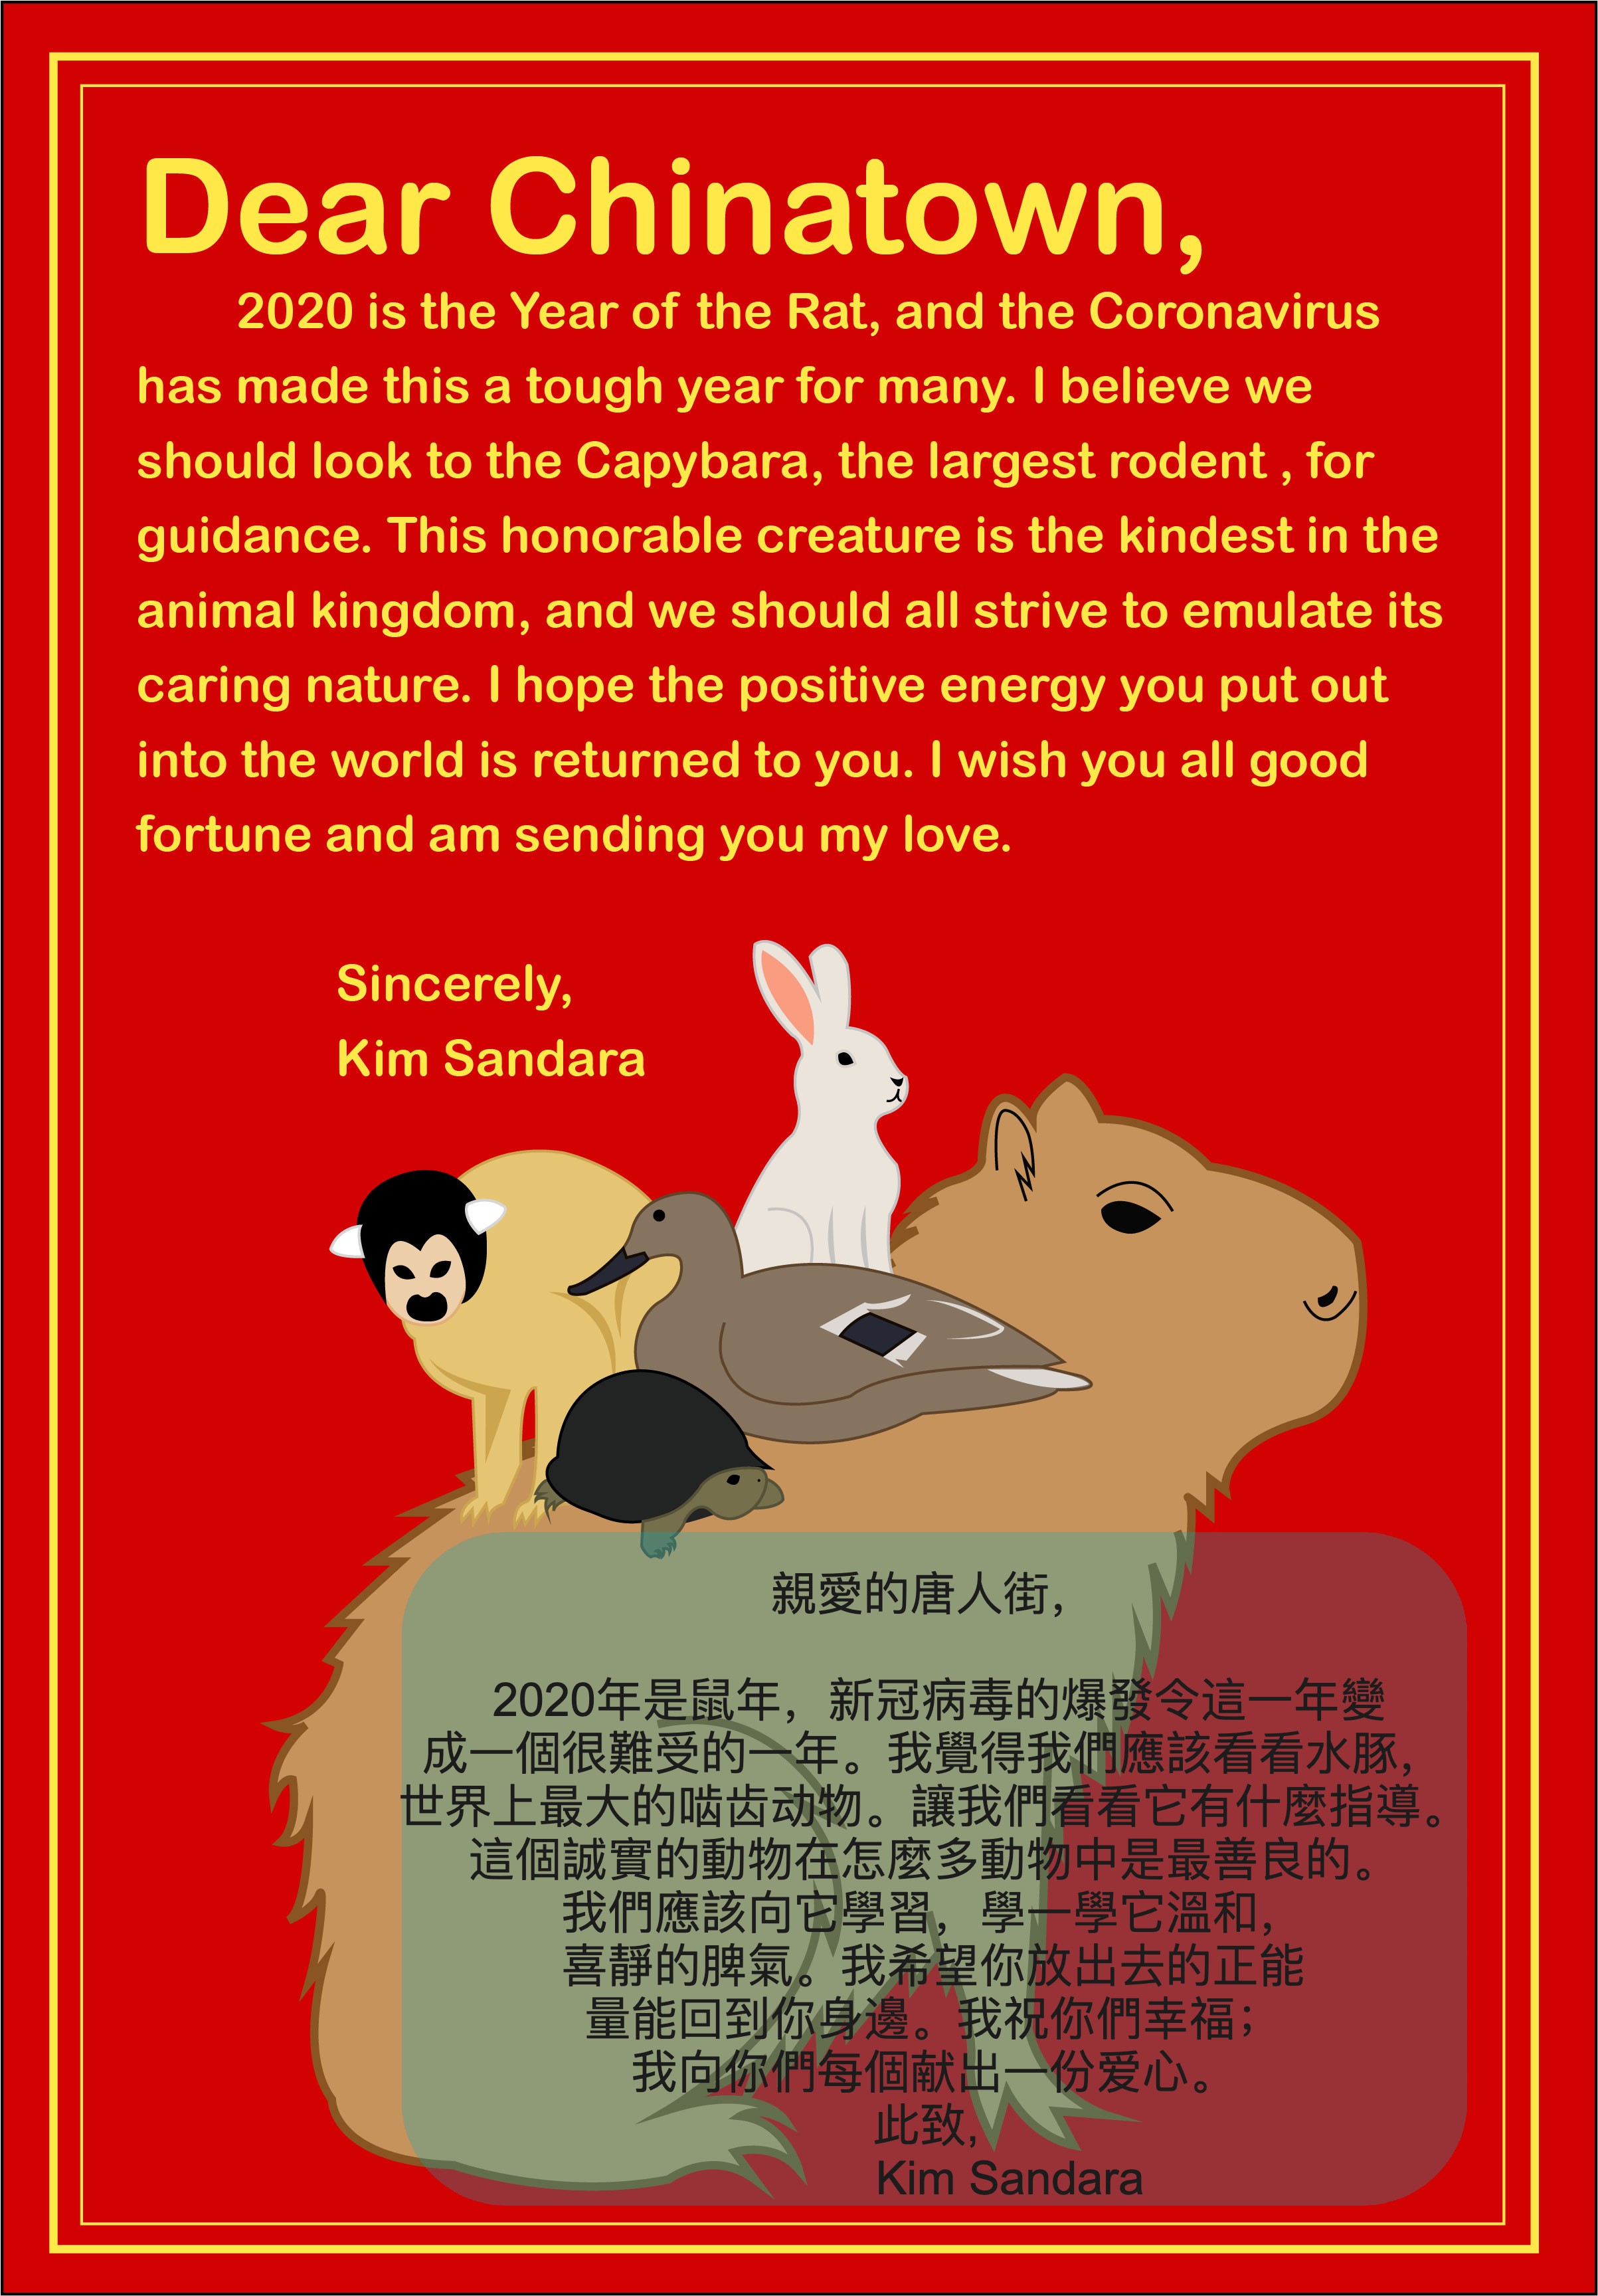 Dear Chinatown,
2020 is the Year of the Rat, and the Coronavirus
has made this a tough year for many. I believe we
should look to the Capybara, the largest rodent , for
guidance. This honorable creature is the kindest in the
animal kingdom, and we should all strive to emulate its
caring nature. I hope the positive energy you put out
into the world is returned to you. I wish you all good
fortune and am sending you my love.
Sincerely,
Kim Sandara
親愛的唐人街，
2020年是鼠年，新冠病毒的爆發令這一年變
成一個很難受的一年。我覺得我們應該看看水豚，
世界上最大的啮齿动物。讓我們看看它有什麼指導。
這個誠實的動物在怎麼多動物中是最善良的。
我們應該向它學習，學一學它溫和，
喜靜的脾氣。我希望你放出去的正能
量能回到你身邊。我祝你們幸福；
我向你們每個献出一份爱心。
此致，
Kim Sandara